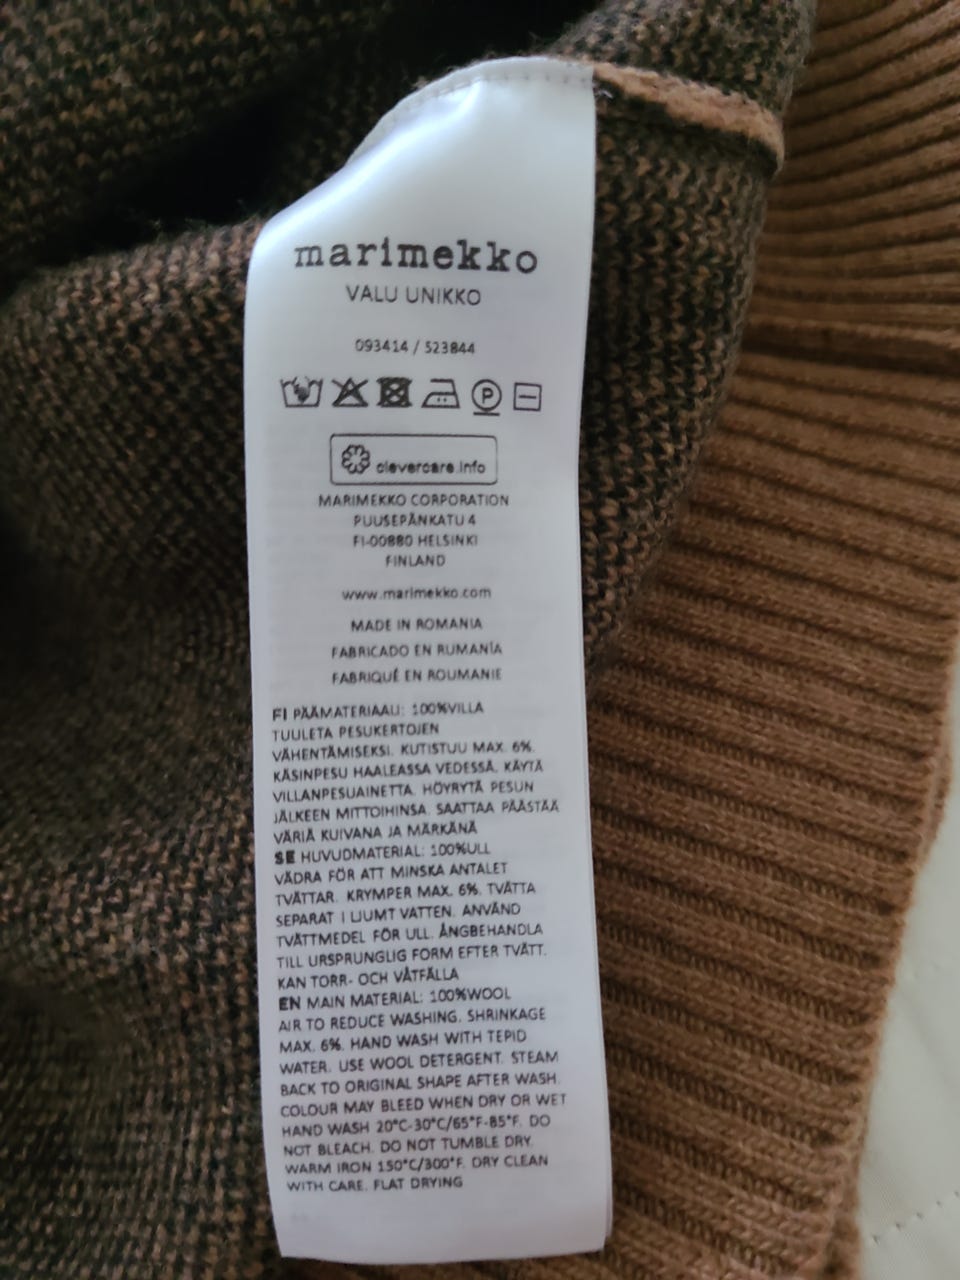 marimekko
VALU UNIKKO
093414 / 523844
P
clevercare.info
MARIMEKKO CORPORATION
PUUSEPÄNKATU 4
FI-00880 HELSINKI
FINLAND
www.marimekko.com
MADE IN ROMANIA
FABRICADO EN RUMANÍA
FABRIQUÉ EN ROUMANIE
FI PÄÄMATERIAALI: 100%VILLA
TUULETA PESUKERTOJEN
VÄHENTÄMISEKSI. KUTISTUU MAX. 6%.
KÄSINPESU HAALEASSA VEDESSÄ. KÄYTÄ
VILLANPESUAINETTA. HÖYRYTÄ PESUN
JÄLKEEN MITTOIHINSA. SAATTAA PÄÄSTÄÄ
VÄRIÄ KUIVANA JA MÄRKÄNÄ
SE HUVUDMATERIAL: 100%ULL
VÄDRA FÖR ATT MINSKA ANTALET
TVÄTTAR. KRYMPER MAX. 6%. TVÄTTA
SEPARAT I LJUMT VATTEN. ANVÄND
TVÄTTMEDEL FÖR ULL. ÅNGBEHANDLA
TILL URSPRUNGLIG FORM EFTER TVÄTT.
KAN TORR- OCH VÅTFÄLLA
EN MAIN MATERIAL: 100%WOOL
AIR TO REDUCE WASHING. SHRINKAGE
MAX. 6%. HAND WASH WITH TEPID
WATER. USE WOOL DETERGENT. STEAM
BACK TO ORIGINAL SHAPE AFTER WASH.
COLOUR MAY BLEED WHEN DRY OR WET
HAND WASH 20°C-30°C/65°F-85°F. DO
NOT BLEACH. DO NOT TUMBLE DRY.
WARM IRON 150°C/300°F. DRY CLEAN
WITH CARE. FLAT DRYING